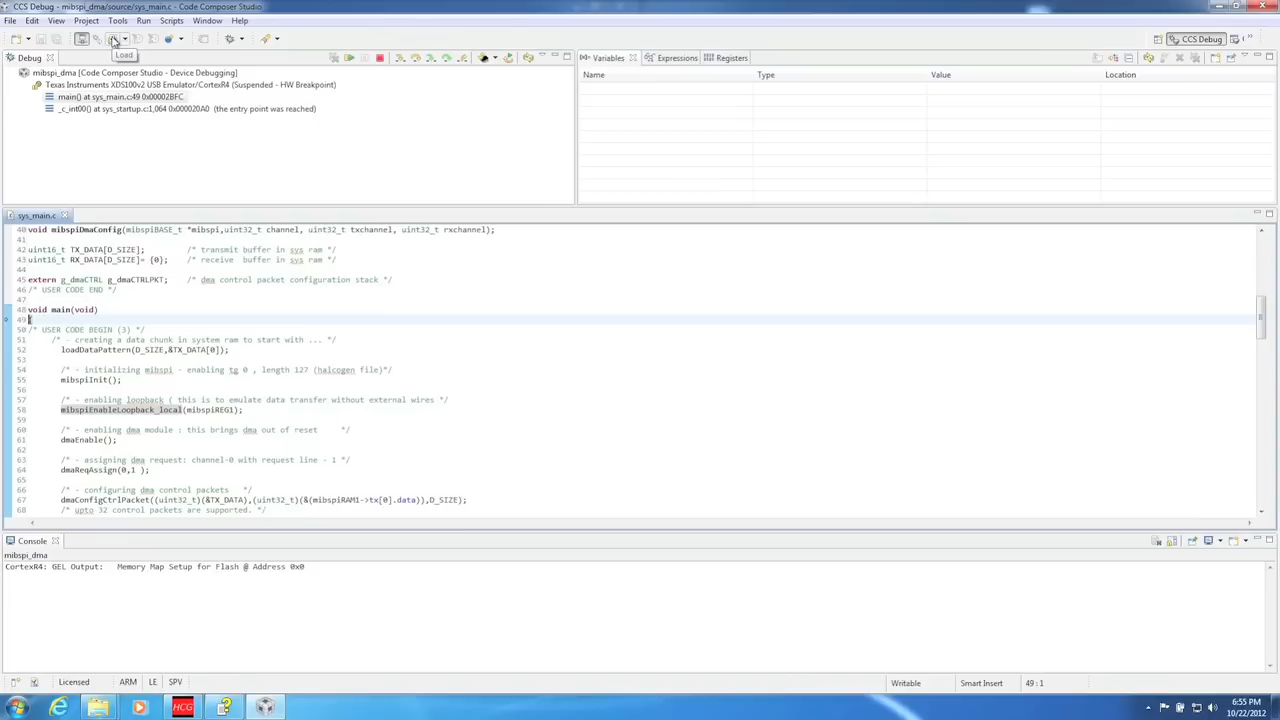 CCS Debug - mibspi_dma/source/sys_main.c - Code Composer Studio
File Edit View Project Tools Run Scripts Window Help
CCS Debug
Load
Debug
Variables Expressions Registers
mibspi_dma [Code Composer Studio - Device Debugging]
Texas Instruments XDS100v2 USB Emulator/CortexR4 (Suspended - HW Breakpoint)
main() at sys_main.c:49 0x00002BFC
_c_int00() at sys_startup.c:1,064 0x000020A0 (the entry point was reached)
Name Type Value Location
sys_main.c
40 void mibspiDmaConfig(mibspiBASE_t *mibspi,uint32_t channel, uint32_t txchannel, uint32_t rxchannel);
41
42 uint16_t TX_DATA[D_SIZE]; /* transmit buffer in sys ram */
43 uint16_t RX_DATA[D_SIZE]= {0}; /* receive buffer in sys ram */
44
45 extern g_dmaCTRL g_dmaCTRLPKT; /* dma control packet configuration stack */
46 /* USER CODE END */
47
48 void main(void)
49 {
50 /* USER CODE BEGIN (3) */
51 /* - creating a data chunk in system ram to start with ... */
52 loadDataPattern(D_SIZE,&TX_DATA[0]);
53
54 /* - initializing mibspi - enabling tg 0 , length 127 (halcogen file)*/
55 mibspiInit();
56
57 /* - enabling loopback ( this is to emulate data transfer without external wires */
58 mibspiEnableLoopback_local(mibspiREG1);
59
60 /* - enabling dma module : this brings dma out of reset */
61 dmaEnable();
62
63 /* - assigning dma request: channel-0 with request line - 1 */
64 dmaReqAssign(0,1 );
65
66 /* - configuring dma control packets */
67 dmaConfigCtrlPacket((uint32_t)(&TX_DATA),(uint32_t)(&(mibspiRAM1->tx[0].data)),D_SIZE);
68 /* upto 32 control packets are supported. */
Console
mibspi_dma
CortexR4: GEL Output: Memory Map Setup for Flash @ Address 0x0
Licensed ARM LE SPV Writable Smart Insert 49 : 1
HCG
6:55 PM
10/22/2012